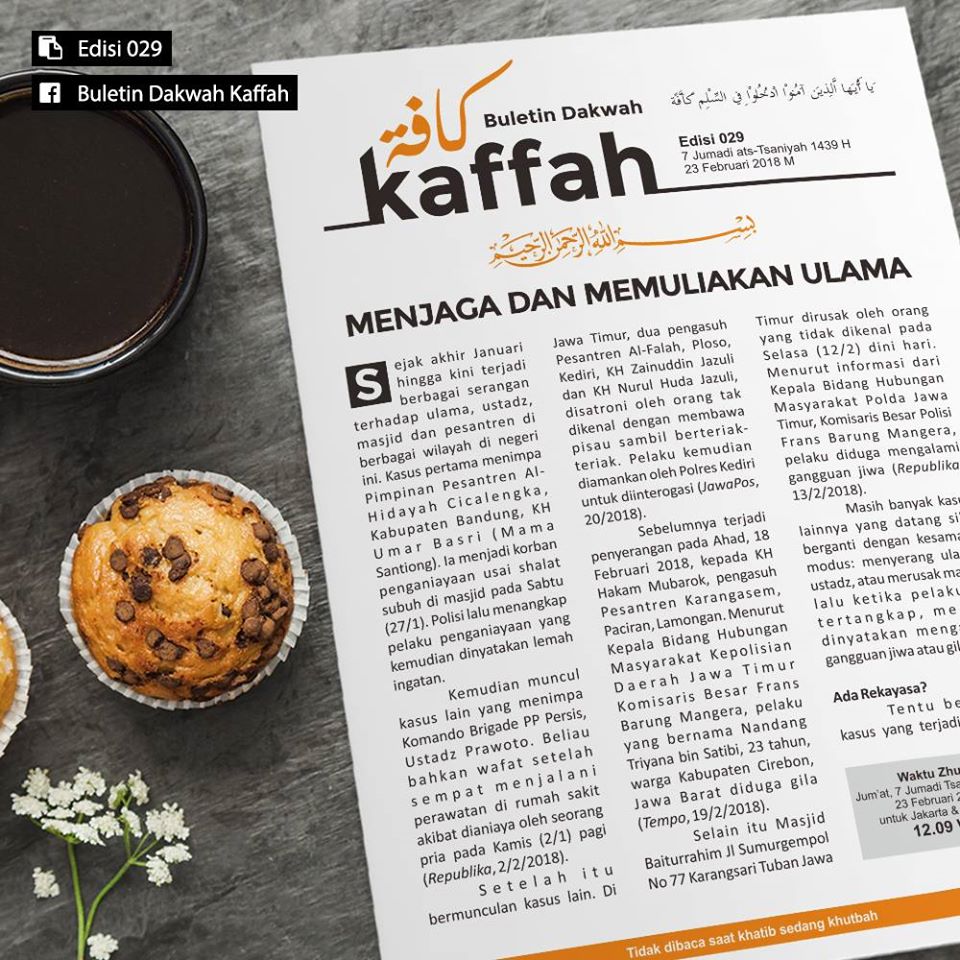 Edisi 029
Buletin Dakwah Kaffah
كافة
Buletin Dakwah
kaffah
يَا أَيُّهَا الَّذِينَ آمَنُوا ادْخُلُوا فِي السِّلْمِ كَافَّةً
Edisi 029
7 Jumadi ats-Tsaniyah 1439 H
23 Februari 2018 M
بِسْمِ اللهِ الرَّحْمَنِ الرَّحِيْمِ
MENJAGA DAN MEMULIAKAN ULAMA
Sejak akhir Januari
hingga kini terjadi
berbagai serangan
terhadap ulama, ustadz,
masjid dan pesantren di
berbagai wilayah di negeri
ini. Kasus pertama menimpa
Pimpinan Pesantren Al-
Hidayah Cicalengka,
Kabupaten Bandung, KH
Umar Basri (Mama
Santiong). Ia menjadi korban
penganiayaan usai shalat
subuh di masjid pada Sabtu
(27/1). Polisi lalu menangkap
pelaku penganiayaan yang
kemudian dinyatakan lemah
ingatan.
Kemudian muncul
kasus lain yang menimpa
Komando Brigade PP Persis,
Ustadz Prawoto. Beliau
bahkan wafat setelah
sempat menjalani
perawatan di rumah sakit
akibat dianiaya oleh seorang
pria pada Kamis (2/1) pagi
(Republika, 2/2/2018).
Setelah itu
bermunculan kasus lain. Di
Jawa Timur, dua pengasuh
Pesantren Al-Falah, Ploso,
Kediri, KH Zainuddin Jazuli
dan KH Nurul Huda Jazuli,
disatroni oleh orang tak
dikenal dengan membawa
pisau sambil berteriak-
teriak. Pelaku kemudian
diamankan oleh Polres Kediri
untuk diinterogasi (JawaPos,
20/2018).
Sebelumnya terjadi
penyerangan pada Ahad, 18
Februari 2018, kepada KH
Hakam Mubarok, pengasuh
Pesantren Karangasem,
Paciran, Lamongan. Menurut
Kepala Bidang Hubungan
Masyarakat Kepolisian
Daerah Jawa Timur
Komisaris Besar Frans
Barung Mangera, pelaku
yang bernama Nandang
Triyana bin Satibi, 23 tahun,
warga Kabupaten Cirebon,
Jawa Barat diduga gila
(Tempo, 19/2/2018).
Selain itu Masjid
Baiturrahim Jl Sumurgempol
No 77 Karangsari Tuban Jawa
Timur dirusak oleh orang
yang tidak dikenal pada
Selasa (12/2) dini hari.
Menurut informasi dari
Kepala Bidang Hubungan
Masyarakat Polda Jawa
Timur, Komisaris Besar Polisi
Frans Barung Mangera,
pelaku diduga mengalami
gangguan jiwa (Republika
13/2/2018).
Masih banyak kasu
lainnya yang datang si
berganti dengan kesama
modus: menyerang ula
ustadz, atau merusak ma
lalu ketika pelaku
tertangkap, me
dinyatakan menga
gangguan jiwa atau gil
Ada Rekayasa?
Tentu be
kasus yang terjadi
Waktu Zhu
Jum'at, 7 Jumadi Tsa
23 Februari 2
untuk Jakarta &
12.09 W
Tidak dibaca saat khatib sedang khutbah